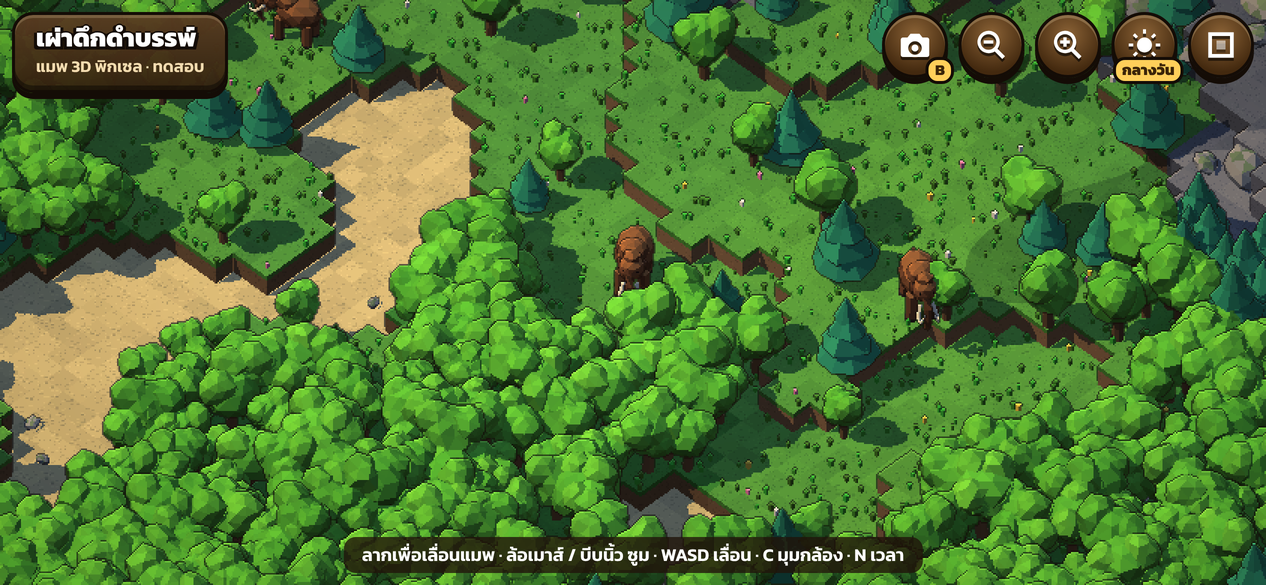 เผ่าดึกดำบรรพ์
แมพ 3D พิกเซล · ทดสอบ
B
กลางวัน
ลากเพื่อเลื่อนแมพ · ล้อเมาส์ / บีบนิ้ว ซูม · WASD เลื่อน · C มุมกล้อง · N เวลา